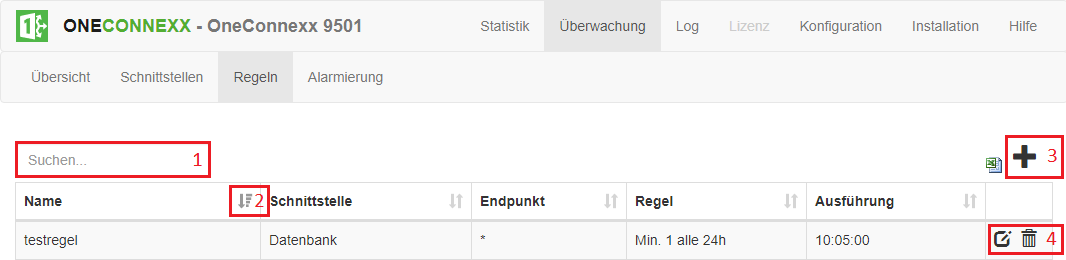 ONECONNEXX - OneConnexx 9501 Statistik Überwachung Log Lizenz Konfiguration Installation Hilfe
Übersicht Schnittstellen Regeln Alarmierung
Suchen... 1 3
Name 2 Schnittstelle Endpunkt Regel Ausführung
testregel Datenbank * Min. 1 alle 24h 10:05:00 4